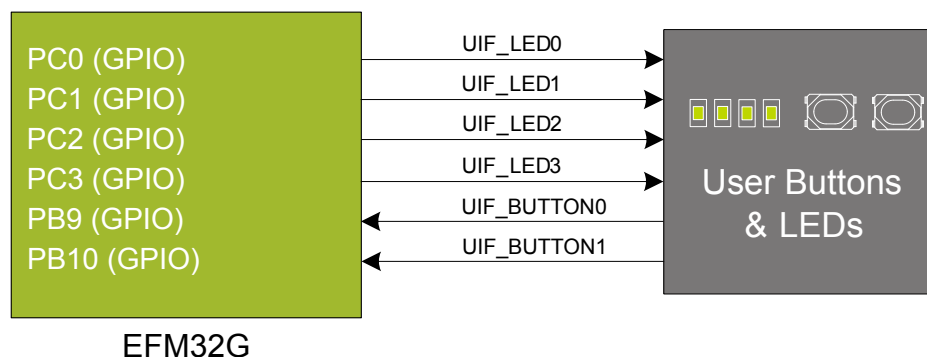 PC0 (GPIO)
PC1 (GPIO)
PC2 (GPIO)
PC3 (GPIO)
PB9 (GPIO)
PB10 (GPIO)
EFM32G
UIF_LED0
UIF_LED1
UIF_LED2
UIF_LED3
UIF_BUTTON0
UIF_BUTTON1
User Buttons
& LEDs